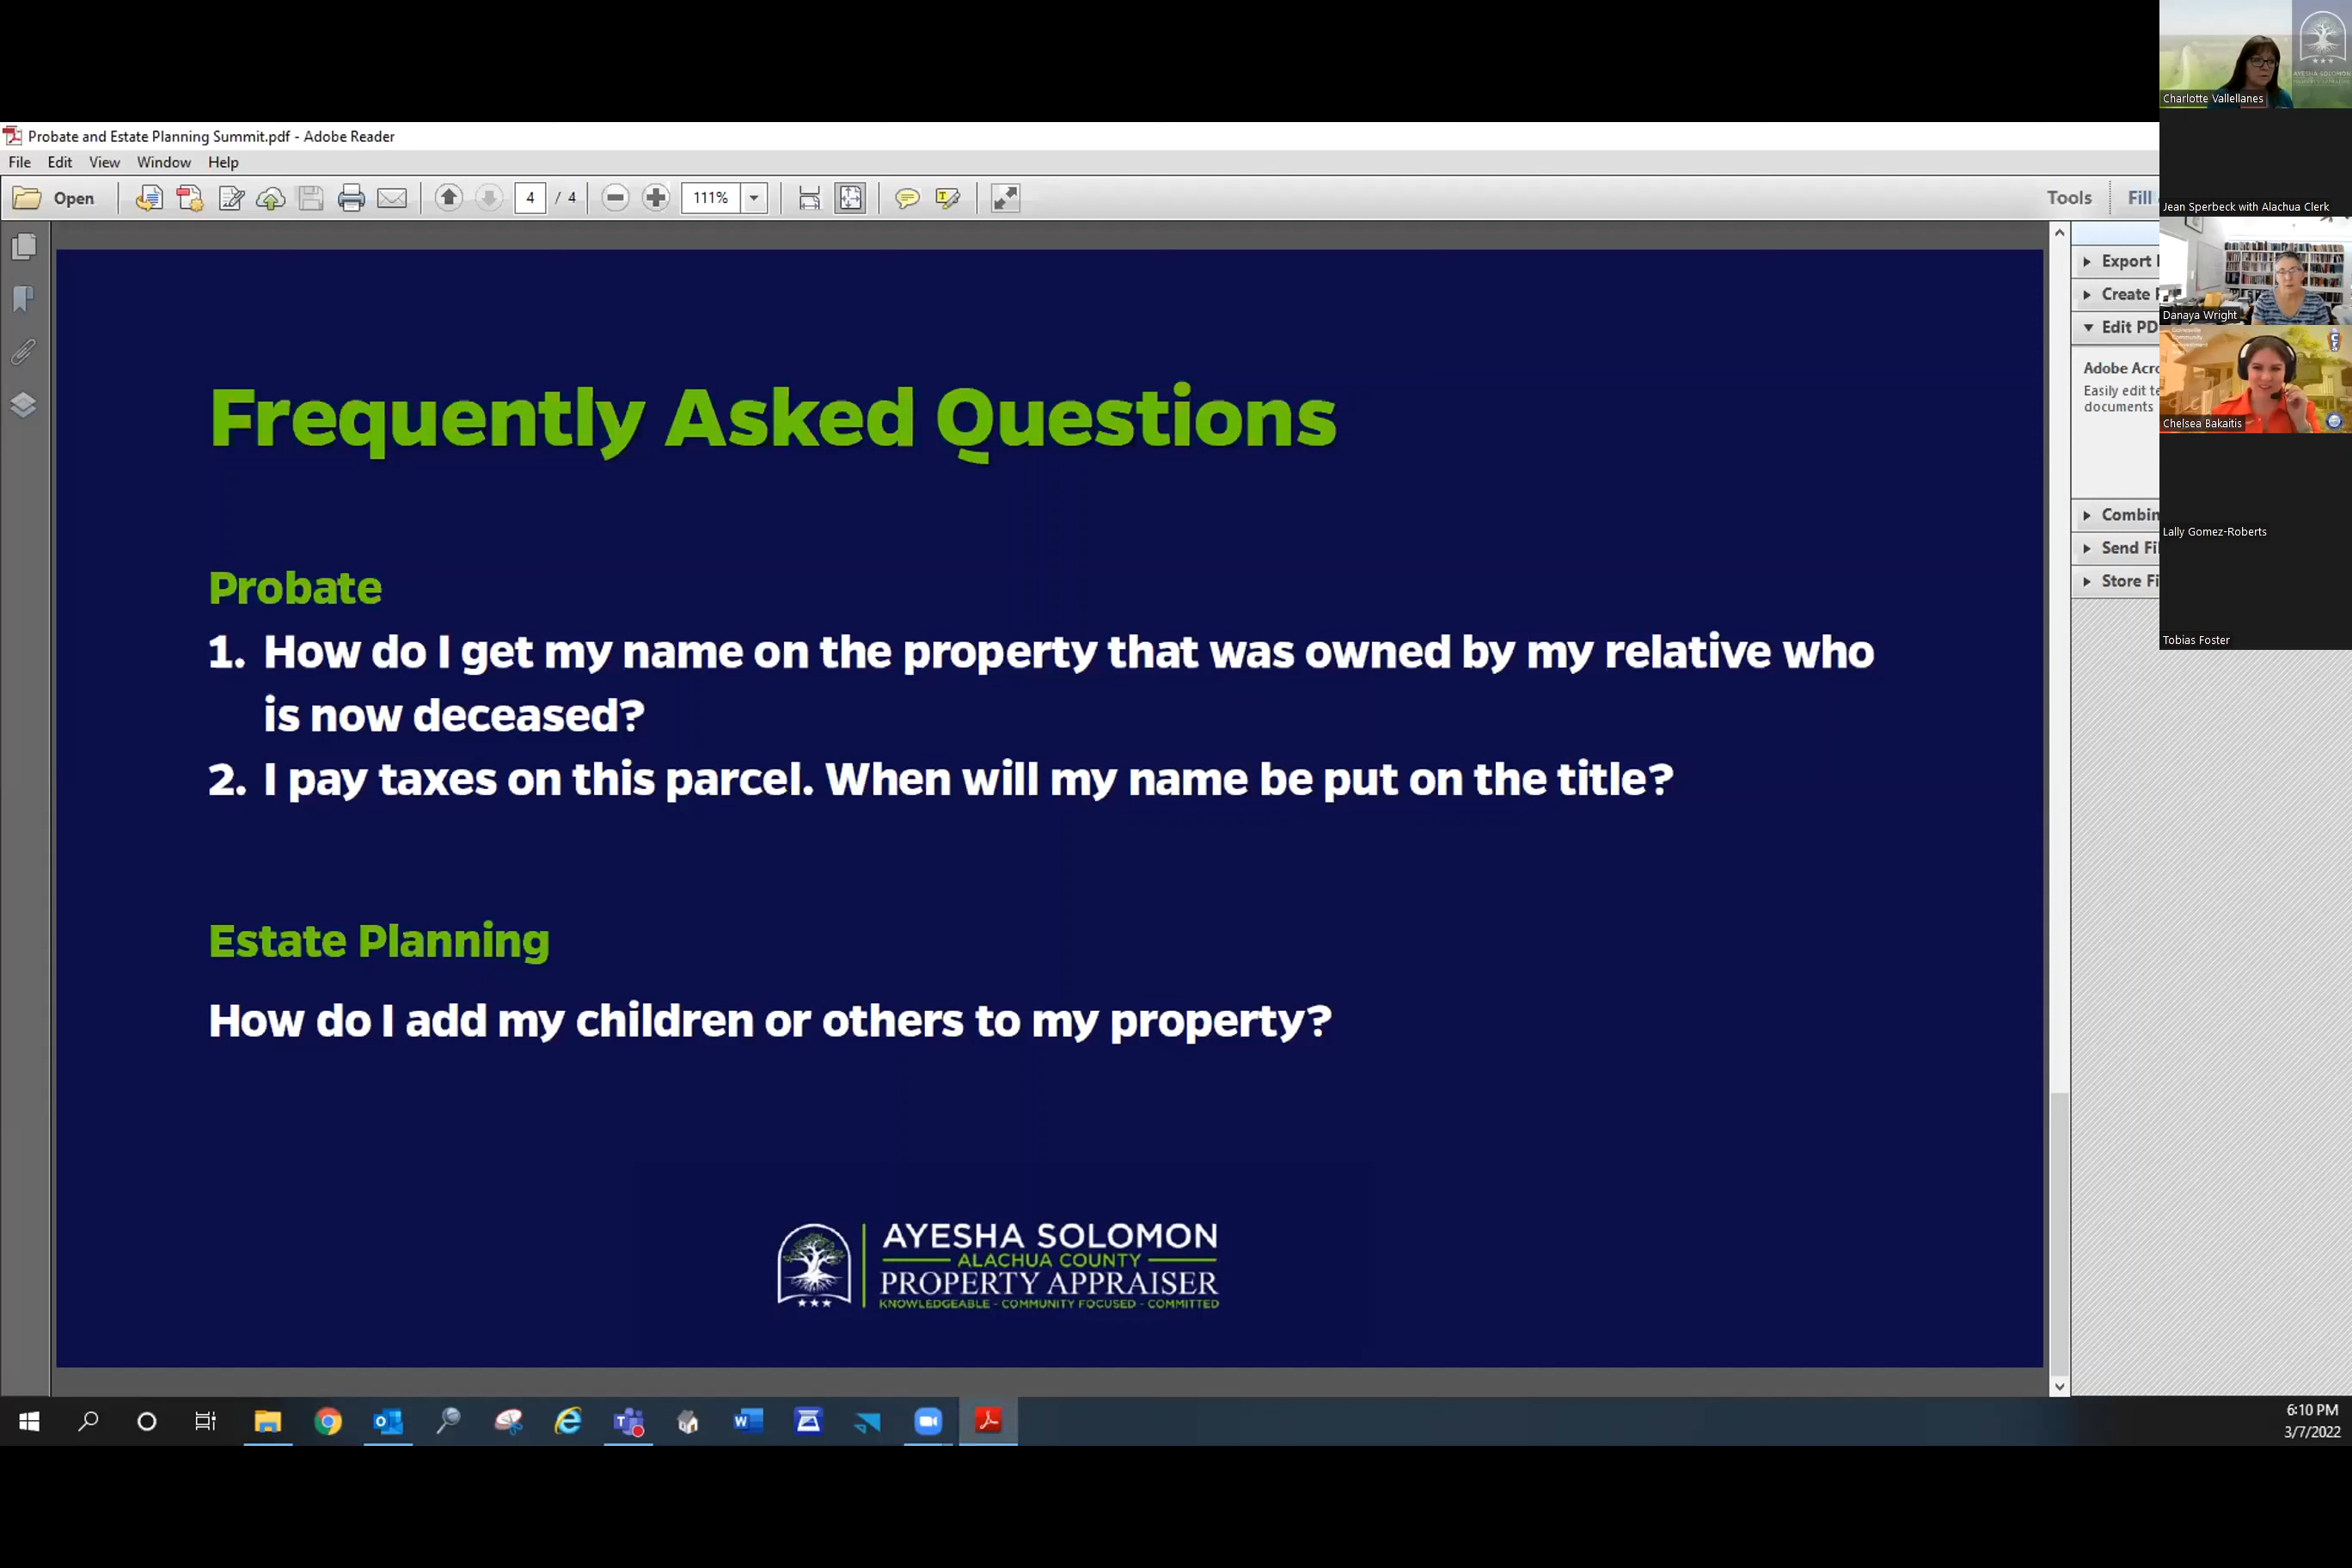 Probate and Estate Planning Summit.pdf - Adobe Reader
File Edit View Window Help
Open 4 / 4 111% Tools Fill
Export
Create
Edit PD
Adobe Acro
Easily edit te
documents
Combin
Send Fi
Store Fi
Frequently Asked Questions
Probate
1. How do I get my name on the property that was owned by my relative who
is now deceased?
2. I pay taxes on this parcel. When will my name be put on the title?
Estate Planning
How do I add my children or others to my property?
AYESHA SOLOMON
ALACHUA COUNTY
PROPERTY APPRAISER
KNOWLEDGEABLE - COMMUNITY FOCUSED - COMMITTED
AYESHA SOLOMON
Charlotte Vallellanes
Jean Sperbeck with Alachua Clerk
Danaya Wright
Chelsea Bakaitis
Lally Gomez-Roberts
Tobias Foster
6:10 PM
3/7/2022